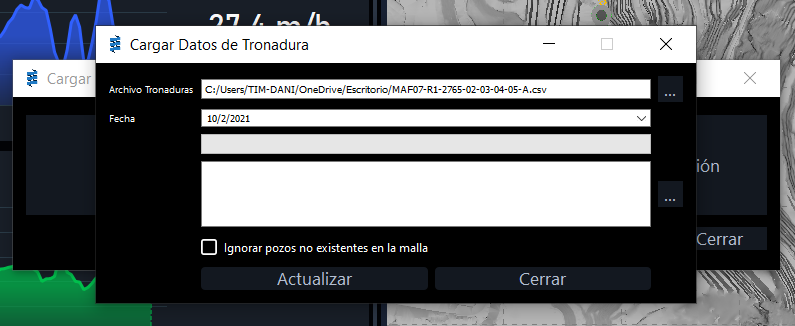 27.4 m/h
Cargar Datos de Tronadura
Cargar
Archivo Tronaduras
C:/Users/TIM-DANI/OneDrive/Escritorio/MAF07-R1-2765-02-03-04-05-A.csv
...
Fecha
10/2/2021
ión
...
Cerrar
Ignorar pozos no existentes en la malla
Actualizar
Cerrar